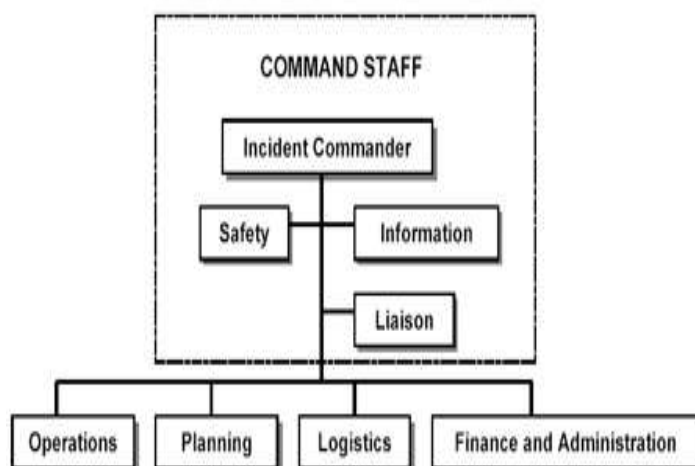 COMMAND STAFF
Incident Commander
Safety
Information
Liaison
Operations
Planning
Logistics
Finance and Administration